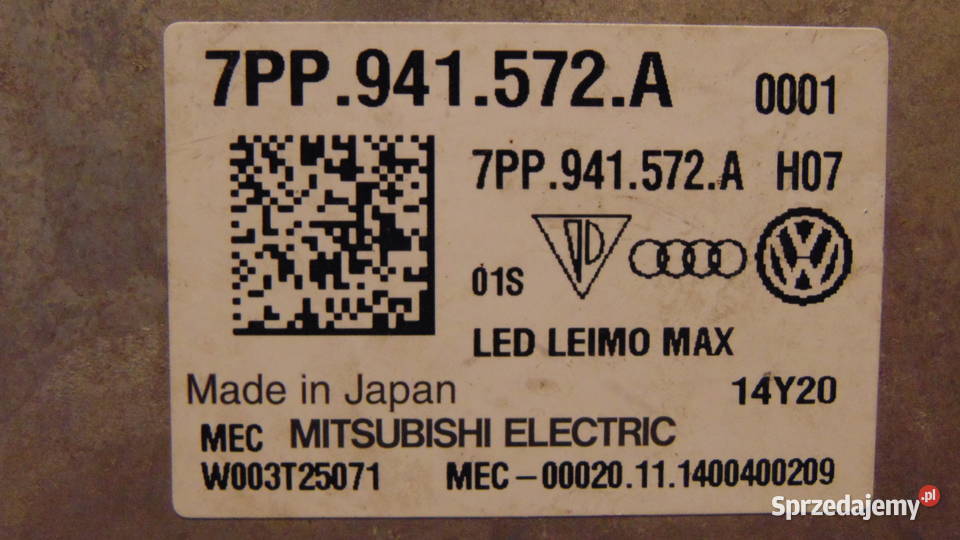 7PP.941.572.A 0001
7PP.941.572.A H07
01S
LED LEIMO MAX
Made in Japan 14Y20
MEC MITSUBISHI ELECTRIC
W003T25071 MEC-00020.11.1400400209
Sprzedajemy.pl